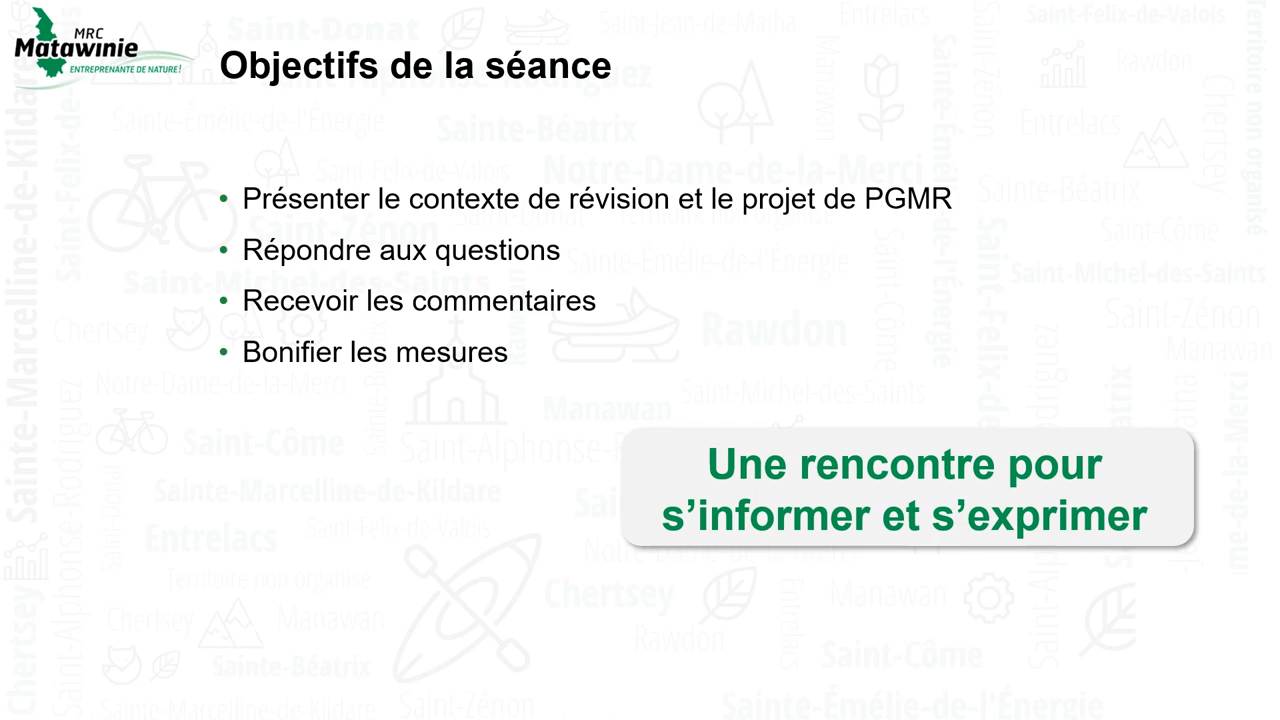 MRC
Matawinie
ENTREPRENANTE DE NATURE!
Objectifs de la séance
• Présenter le contexte de révision et le projet de PGMR
• Répondre aux questions
• Recevoir les commentaires
• Bonifier les mesures
Une rencontre pour
s’informer et s’exprimer